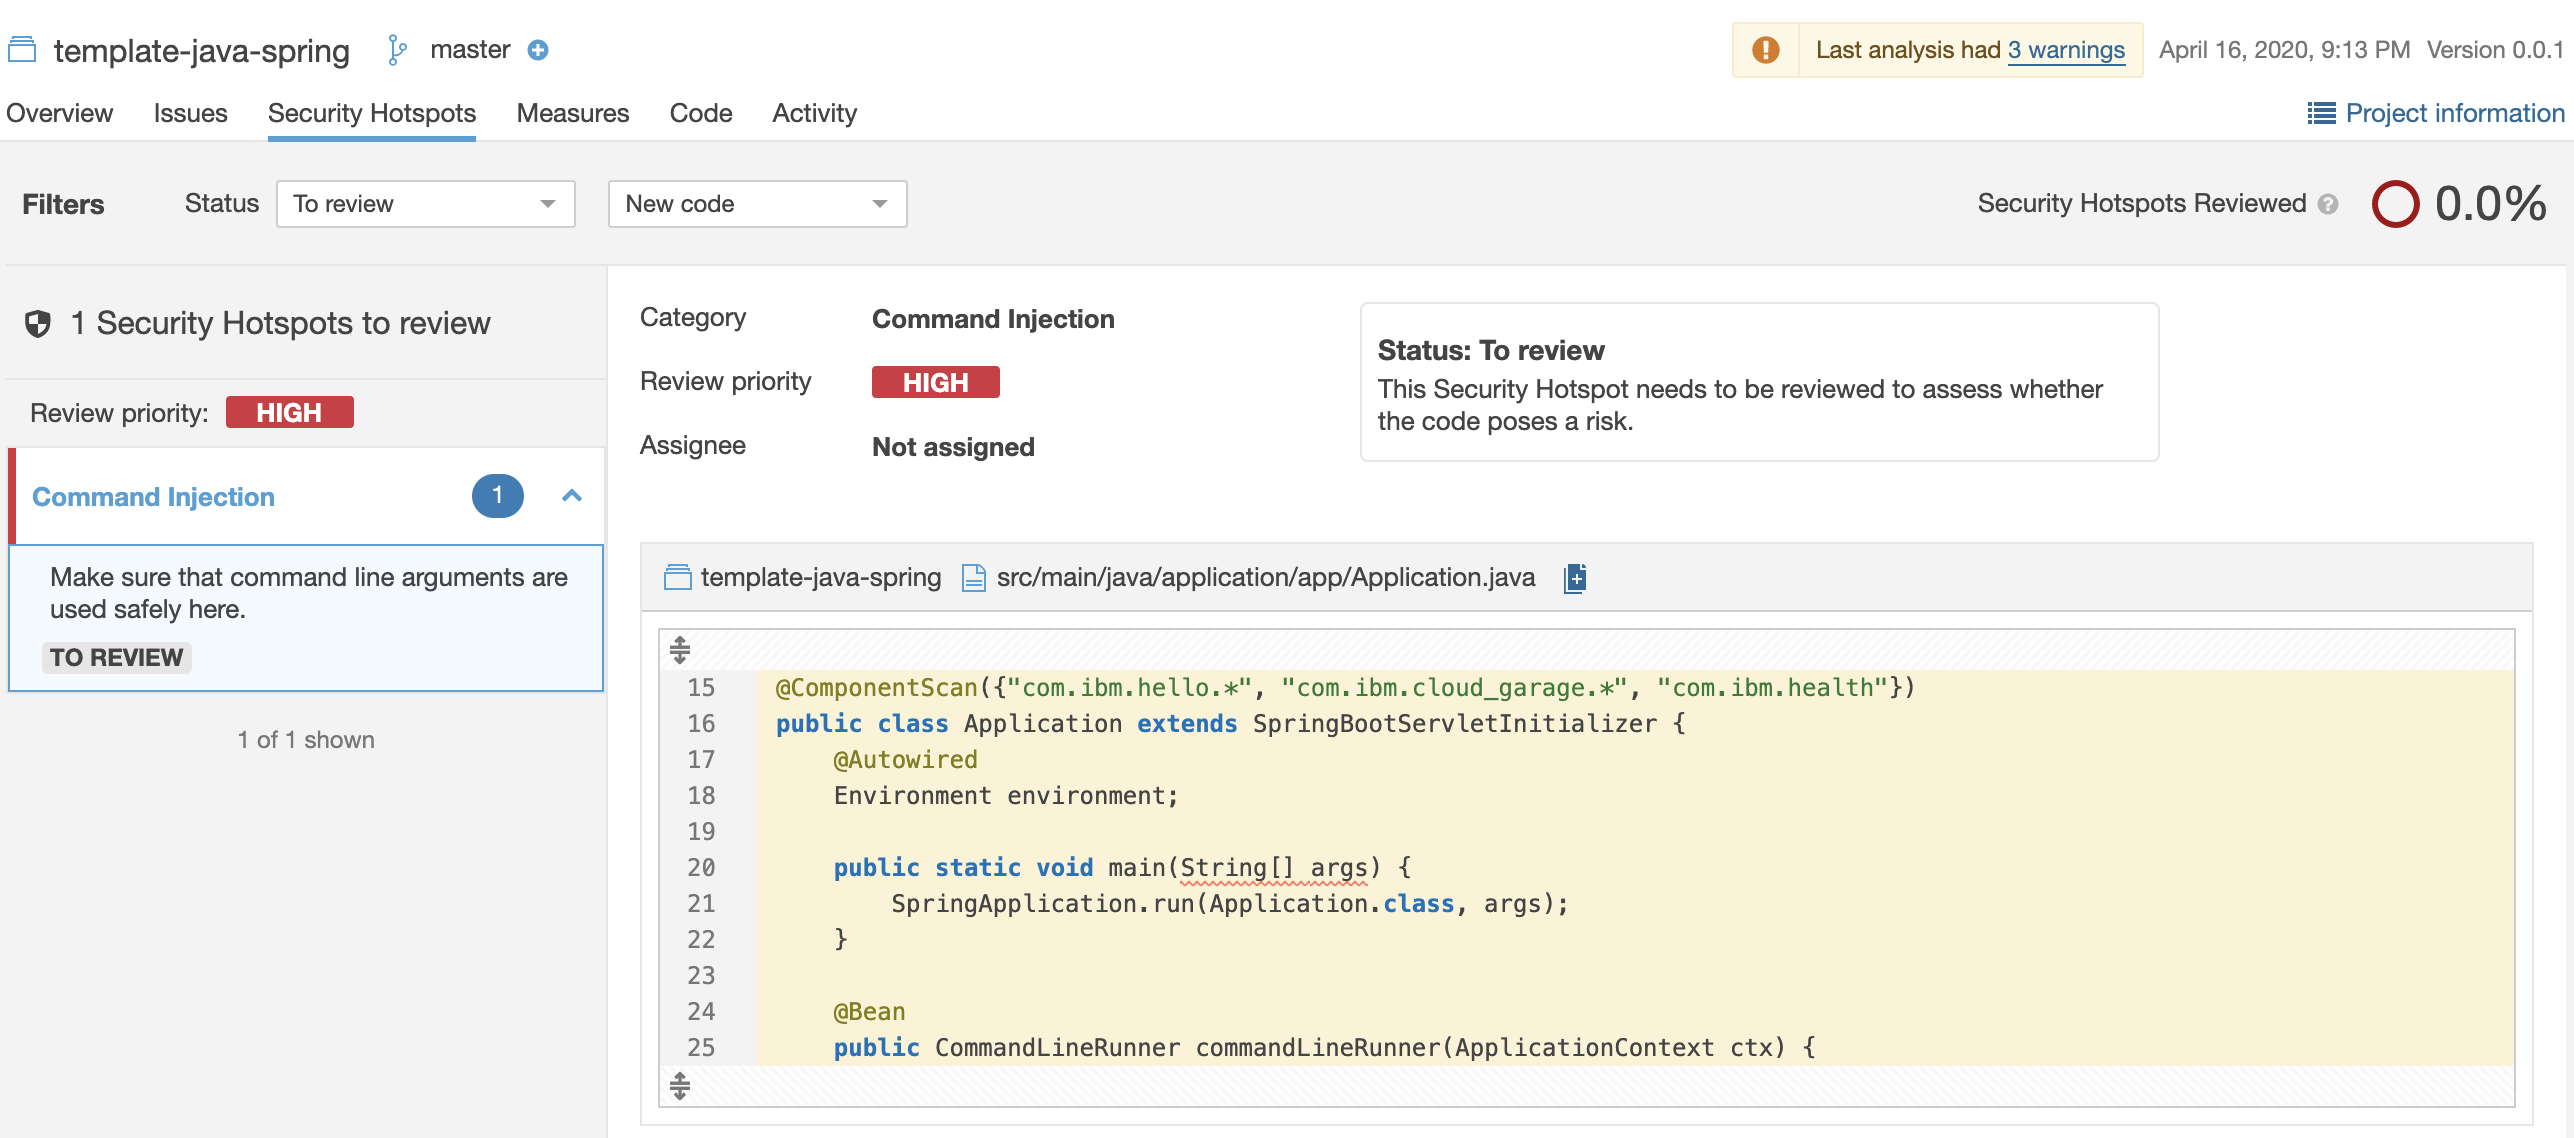 template-java-spring master
Last analysis had 3 warnings April 16, 2020, 9:13 PM Version 0.0.1
Overview Issues Security Hotspots Measures Code Activity
Project information
Filters Status To review New code
Security Hotspots Reviewed ? 0.0%
1 Security Hotspots to review
Review priority: HIGH
Command Injection 1
Make sure that command line arguments are
used safely here.
TO REVIEW
1 of 1 shown
Category Command Injection
Review priority HIGH
Assignee Not assigned
Status: To review
This Security Hotspot needs to be reviewed to assess whether
the code poses a risk.
template-java-spring src/main/java/application/app/Application.java
15 @ComponentScan({"com.ibm.hello.*", "com.ibm.cloud_garage.*", "com.ibm.health"})
16 public class Application extends SpringBootServletInitializer {
17 @Autowired
18 Environment environment;
19
20 public static void main(String[] args) {
21 SpringApplication.run(Application.class, args);
22 }
23
24 @Bean
25 public CommandLineRunner commandLineRunner(ApplicationContext ctx) {